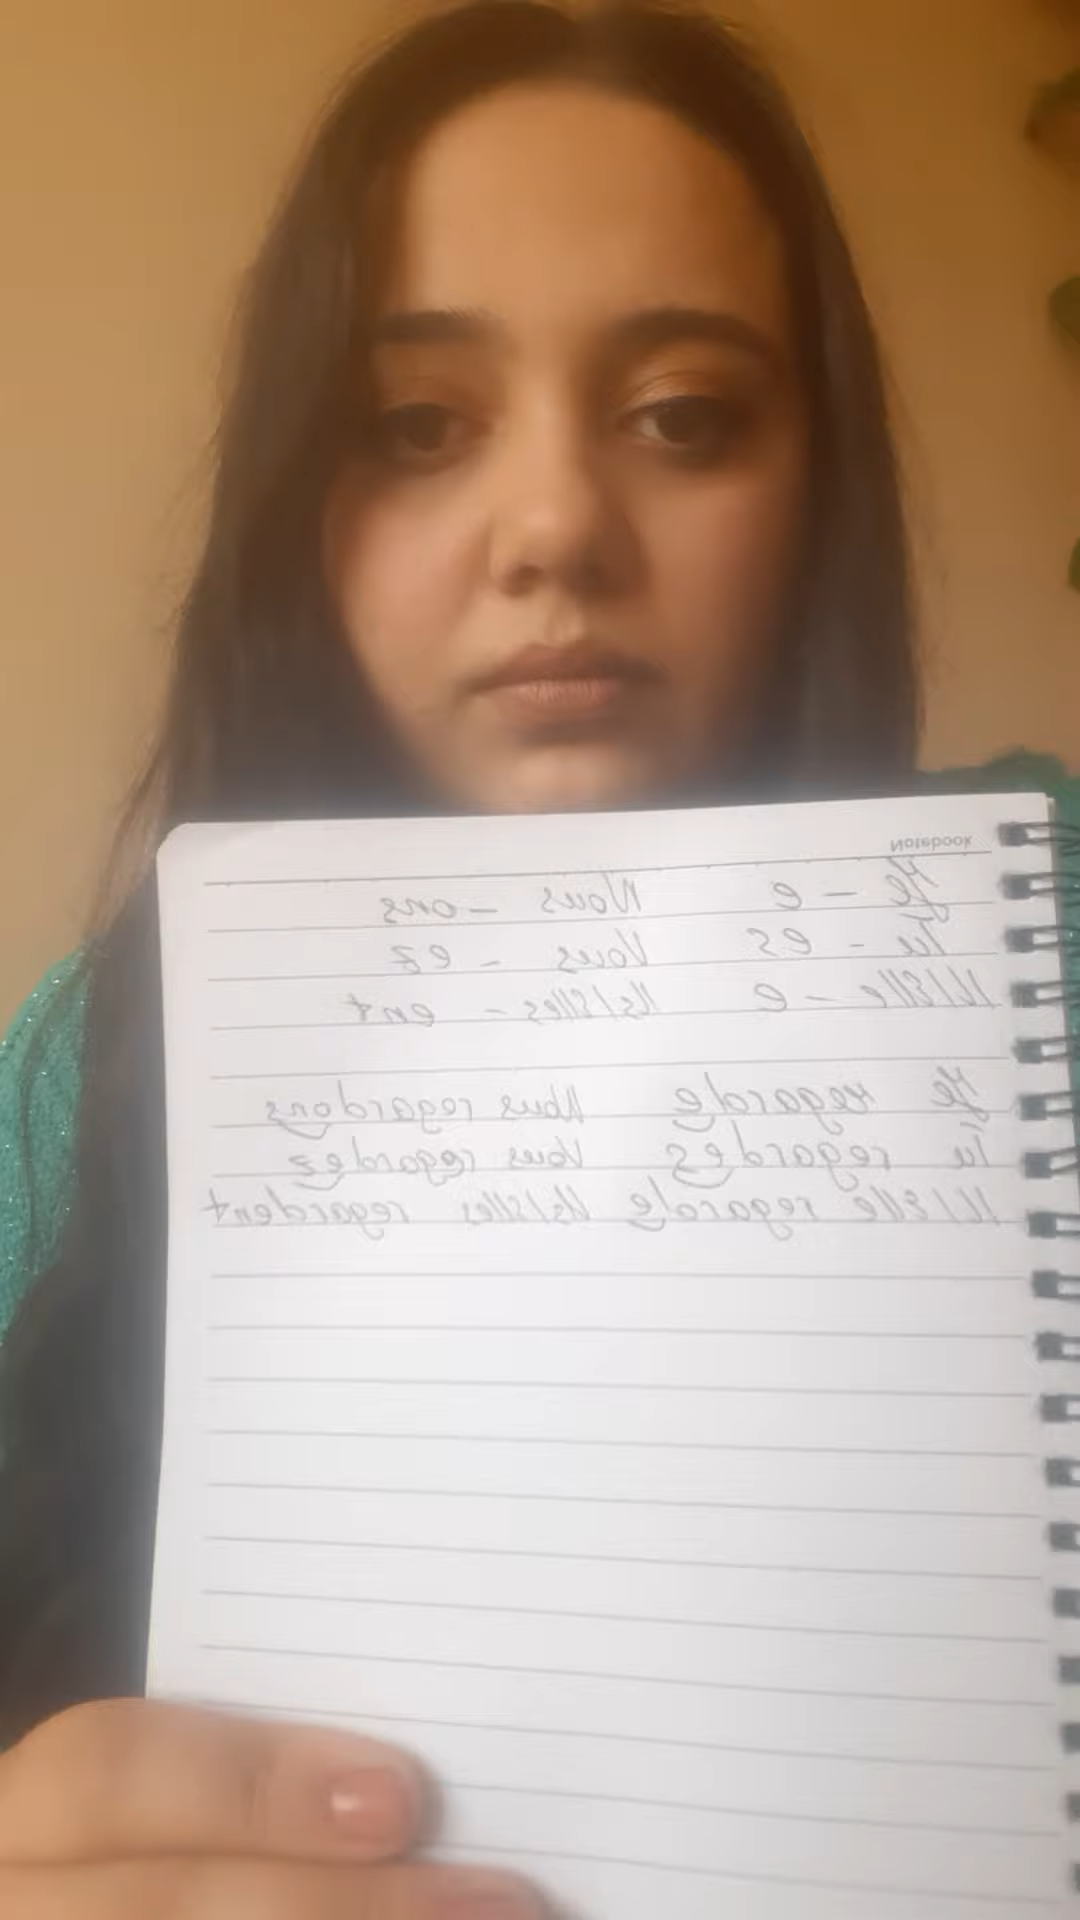 Notebook
Je - e Nous - ons
Tu - es Vous - ez
Il/Elle - e Ils/Elles - ent
Je regarde Nous regardons
Tu regardes Vous regardez
Il/Elle regarde Ils/Elles regardent